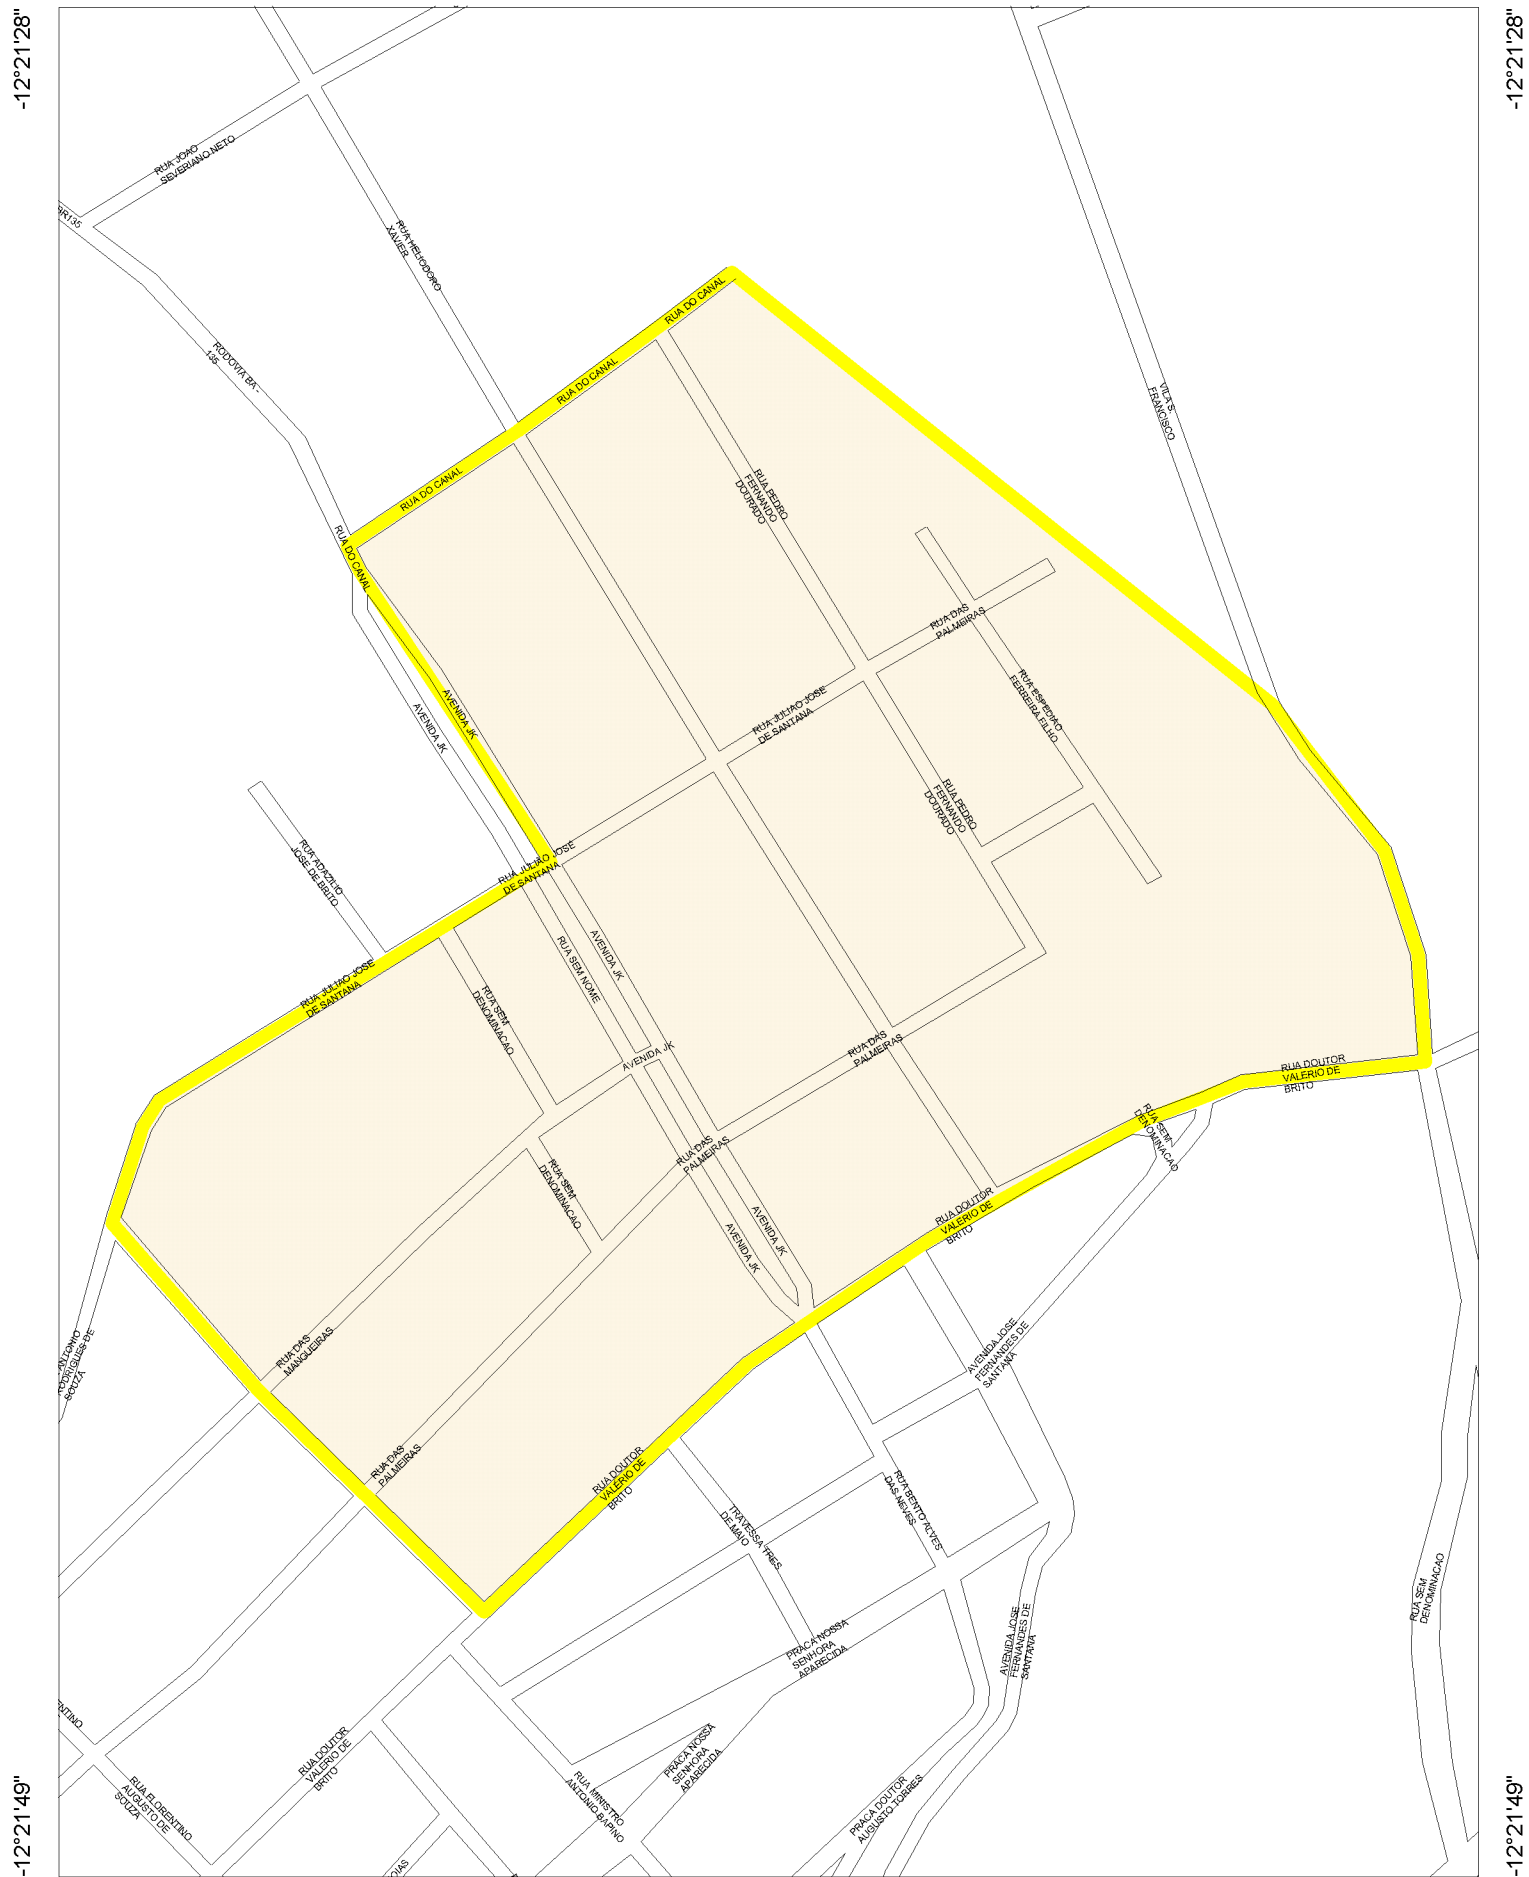 -12°21'28"
-12°21'28"
RUA JOAO
SEVERIANO NETO
BR135
RUA HELIODORO
XAVIER
RUA DO CANAL
RUA DO CANAL
RUA DO CANAL
RODOVIA BA -
135
VILA S.
FRANCISCO
RUA PEDRO
FERNANDO
DOURADO
RUA DO CANAL
RUA DAS
PALMEIRAS
AVENIDA JK
AVENIDA JK
RUA JULIAO JOSE
DE SANTANA
RUA ESPEDIAO
FERREIRA FILHO
RUA PEDRO
FERNANDO
DOURADO
RUA ADAZILIO
JOSE DE BRITO
RUA JULIAO JOSE
DE SANTANA
RUA SEM NOME
AVENIDA JK
RUA JULIAO JOSE
DE SANTANA
RUA SEM
DENOMINACAO
AVENIDA JK
RUA DAS
PALMEIRAS
RUA DOUTOR
VALERIO DE
BRITO
RUA SEM
DENOMINACAO
RUA DAS
PALMEIRAS
RUA SEM
DENOMINACAO
AVENIDA JK
AVENIDA JK
RUA DOUTOR
VALERIO DE
BRITO
ANTONIO
RODRIGUES DE
SOUZA
RUA DAS
MANGUEIRAS
AVENIDA JOSE
FERNANDES DE
SANTANA
RUA DAS
PALMEIRAS
RUA DOUTOR
VALERIO DE
BRITO
TRAVESSA TRES
DE MAIO
RUA BENTO ALVES
DAS NEVES
RUA SEM
DENOMINACAO
PRACA NOSSA
SENHORA
APARECIDA
AVENIDA JOSE
FERNANDES DE
SANTANA
ENTINO
RUA DOUTOR
VALERIO DE
BRITO
PRACA NOSSA
SENHORA
APARECIDA
RUA FLORENTINO
AUGUSTO DE
SOUZA
RUA MINISTRO
ANTONIO BAPINO
PRACA DOUTOR
AUGUSTO TORRES
OIAS
-12°21'49"
-12°21'49"